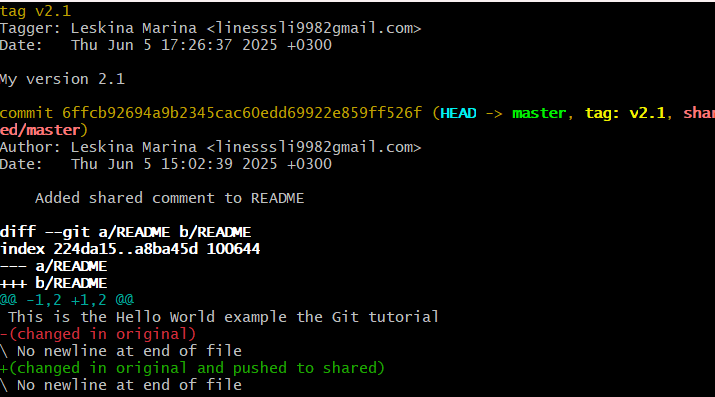 tag v2.1
Tagger: Leskina Marina <linesssli9982gmail.com>
Date:   Thu Jun 5 17:26:37 2025 +0300
My version 2.1
commit 6ffcb92694a9b2345cac60edd69922e859ff526f (HEAD -> master, tag: v2.1, shar
ed/master)
Author: Leskina Marina <linesssli9982gmail.com>
Date:   Thu Jun 5 15:02:39 2025 +0300
    Added shared comment to README
diff --git a/README b/README
index 224da15..a8ba45d 100644
--- a/README
+++ b/README
@@ -1,2 +1,2 @@
 This is the Hello World example the Git tutorial
-(changed in original)
\ No newline at end of file
+(changed in original and pushed to shared)
\ No newline at end of file